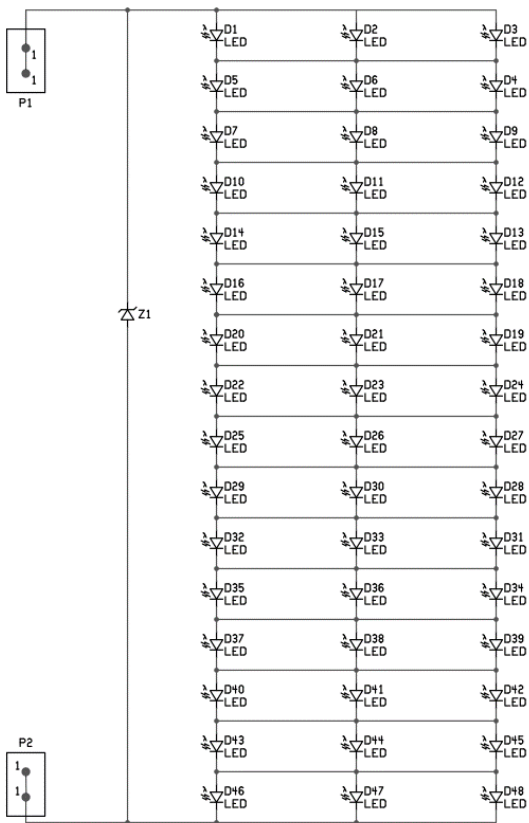 D1 D2 D3
LED LED LED
1
1
P1
D5 D6 D4
LED LED LED
D7 D8 D9
LED LED LED
D10 D11 D12
LED LED LED
D14 D15 D13
LED LED LED
D16 D17 D18
LED LED LED
Z1
D20 D21 D19
LED LED LED
D22 D23 D24
LED LED LED
D25 D26 D27
LED LED LED
D29 D30 D28
LED LED LED
D32 D33 D31
LED LED LED
D35 D36 D34
LED LED LED
D37 D38 D39
LED LED LED
D40 D41 D42
LED LED LED
P2
D43 D44 D45
LED LED LED
1
1
D46 D47 D48
LED LED LED